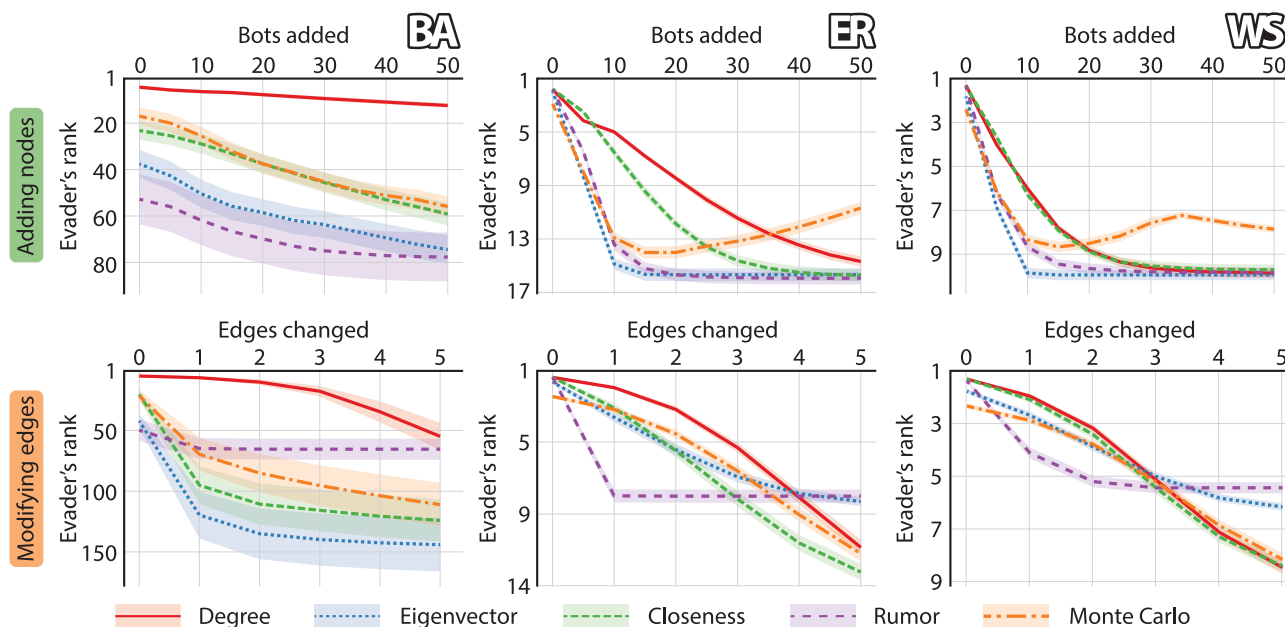 Bots added BA
0 10 20 30 40 50
Bots added ER
0 10 20 30 40 50
Bots added WS
0 10 20 30 40 50
Adding nodes
Evader's rank
1
20
40
60
80
Evader's rank
1
5
9
13
17
Evader's rank
1
3
5
7
9
Edges changed
0 1 2 3 4 5
Edges changed
0 1 2 3 4 5
Edges changed
0 1 2 3 4 5
Modifying edges
Evader's rank
1
50
100
150
Evader's rank
1
5
9
14
Evader's rank
1
3
5
7
9
Degree Eigenvector Closeness Rumor Monte Carlo